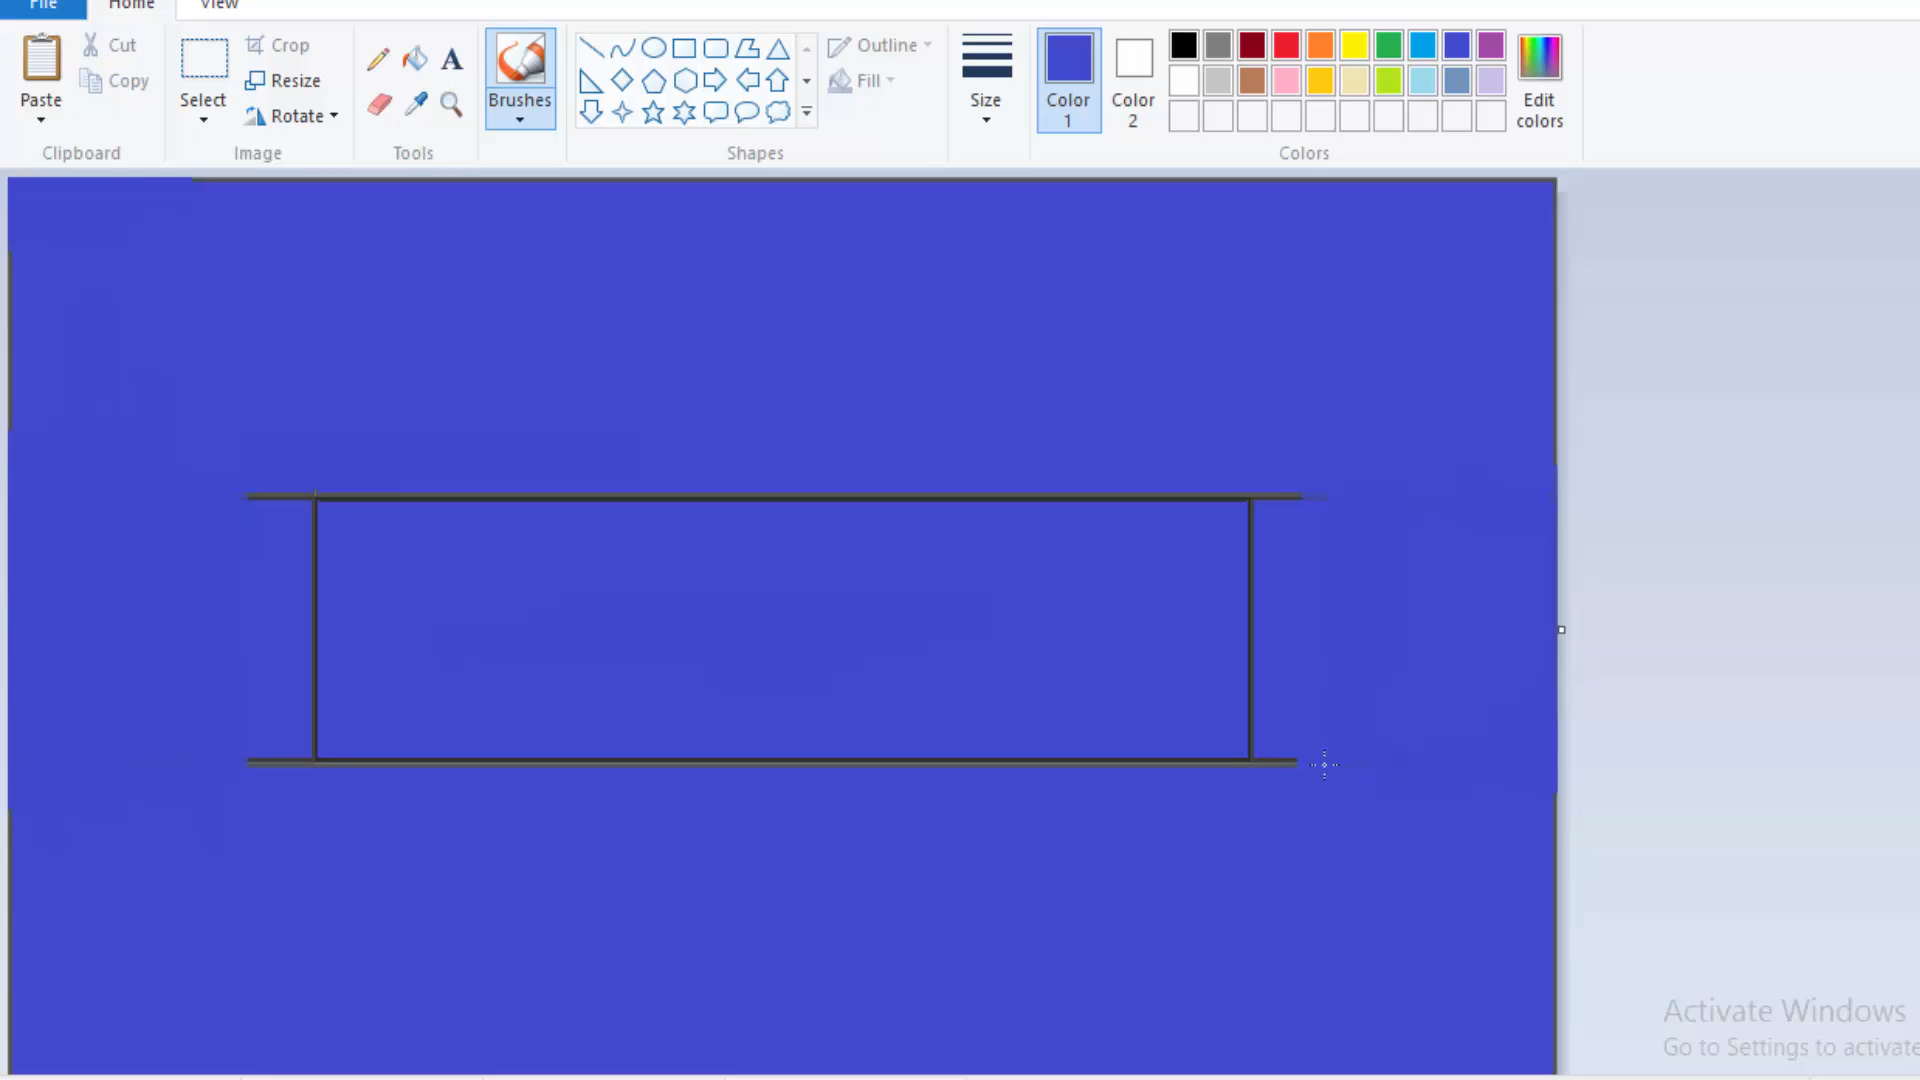 File Home View
Paste
Cut
Copy
Clipboard
Select
Crop
Resize
Rotate
Image
A
Tools
Brushes
Shapes
Outline
Fill
Size
Color
1
Color
2
Edit
colors
Colors
Activate Windows
Go to Settings to activate